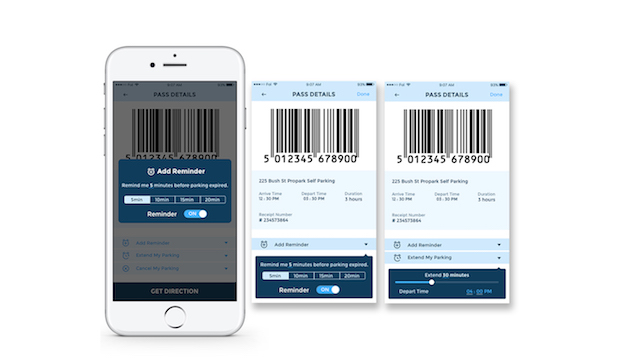 9:07 AM
PASS DETAILS
5 012345 678900
Add Reminder
Remind me 5 minutes before parking expired.
5min 10min 15min 20min
Reminder ON
Add Reminder
Extend My Parking
Cancel My Parking
GET DIRECTION
9:07 AM
PASS DETAILS Done
5 012345 678900
225 Bush St Propark Self Parking
Arrive Time Depart Time Duration
12 : 30 PM 03 : 30 PM 3 hours
Receipt Number
# 234573864
Add Reminder
Remind me 5 minutes before parking expired.
5min 10min 15min 20min
Reminder ON
9:07 AM
PASS DETAILS Done
5 012345 678900
225 Bush St Propark Self Parking
Arrive Time Depart Time Duration
12 : 30 PM 03 : 30 PM 3 hours
Receipt Number
# 234573864
Add Reminder
Extend My Parking
Extend 30 minutes
Depart Time 04 : 00 PM